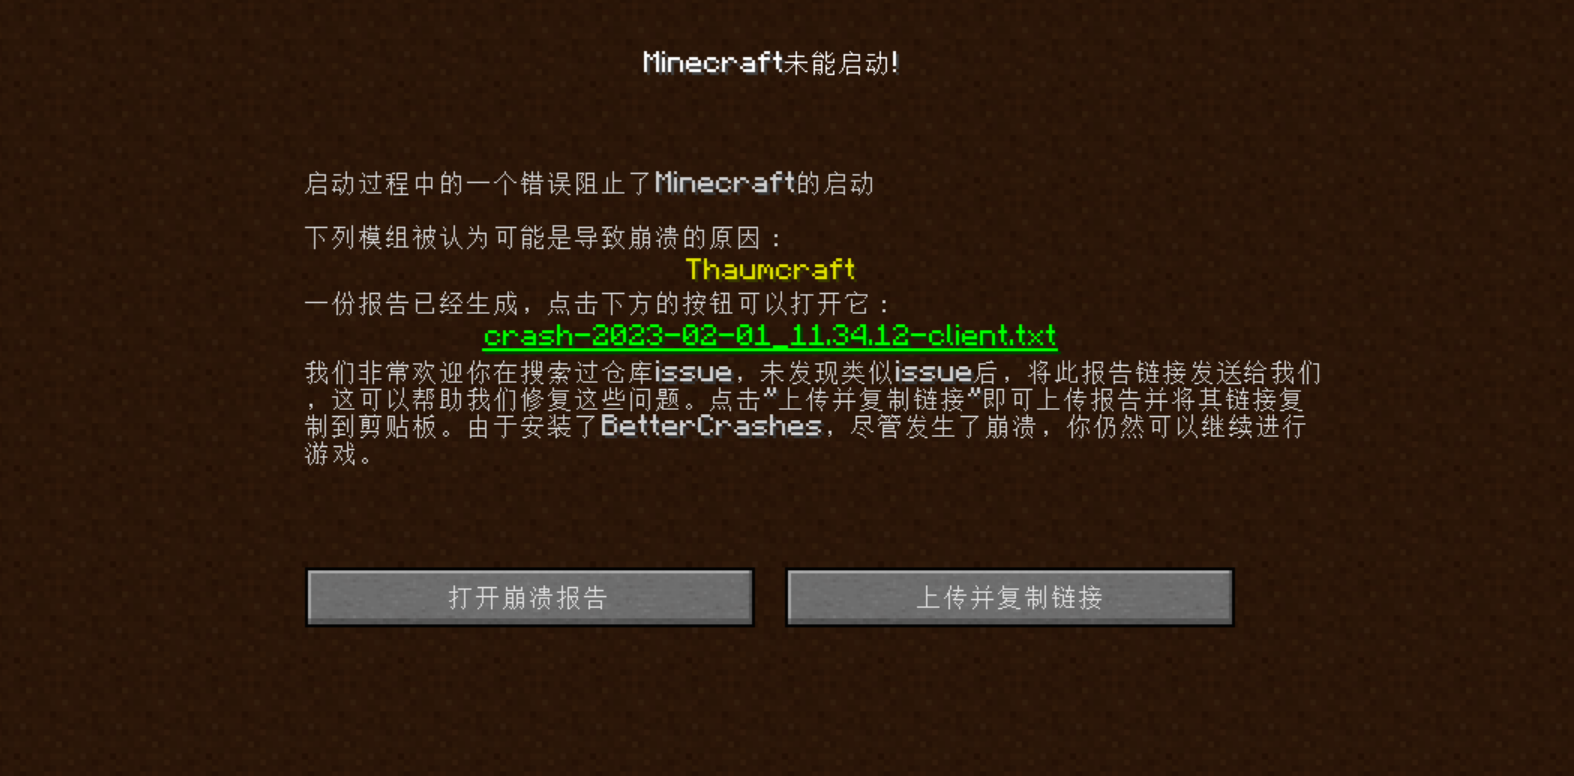 Minecraft未能启动!
启动过程中的一个错误阻止了Minecraft的启动
下列模组被认为可能是导致崩溃的原因：
Thaumcraft
一份报告已经生成，点击下方的按钮可以打开它：
crash-2023-02-01_11.34.12-client.txt
我们非常欢迎你在搜索过仓库issue，未发现类似issue后，将此报告链接发送给我们
，这可以帮助我们修复这些问题。点击"上传并复制链接"即可上传报告并将其链接复
制到剪贴板。由于安装了BetterCrashes，尽管发生了崩溃，你仍然可以继续进行
游戏。
打开崩溃报告
上传并复制链接